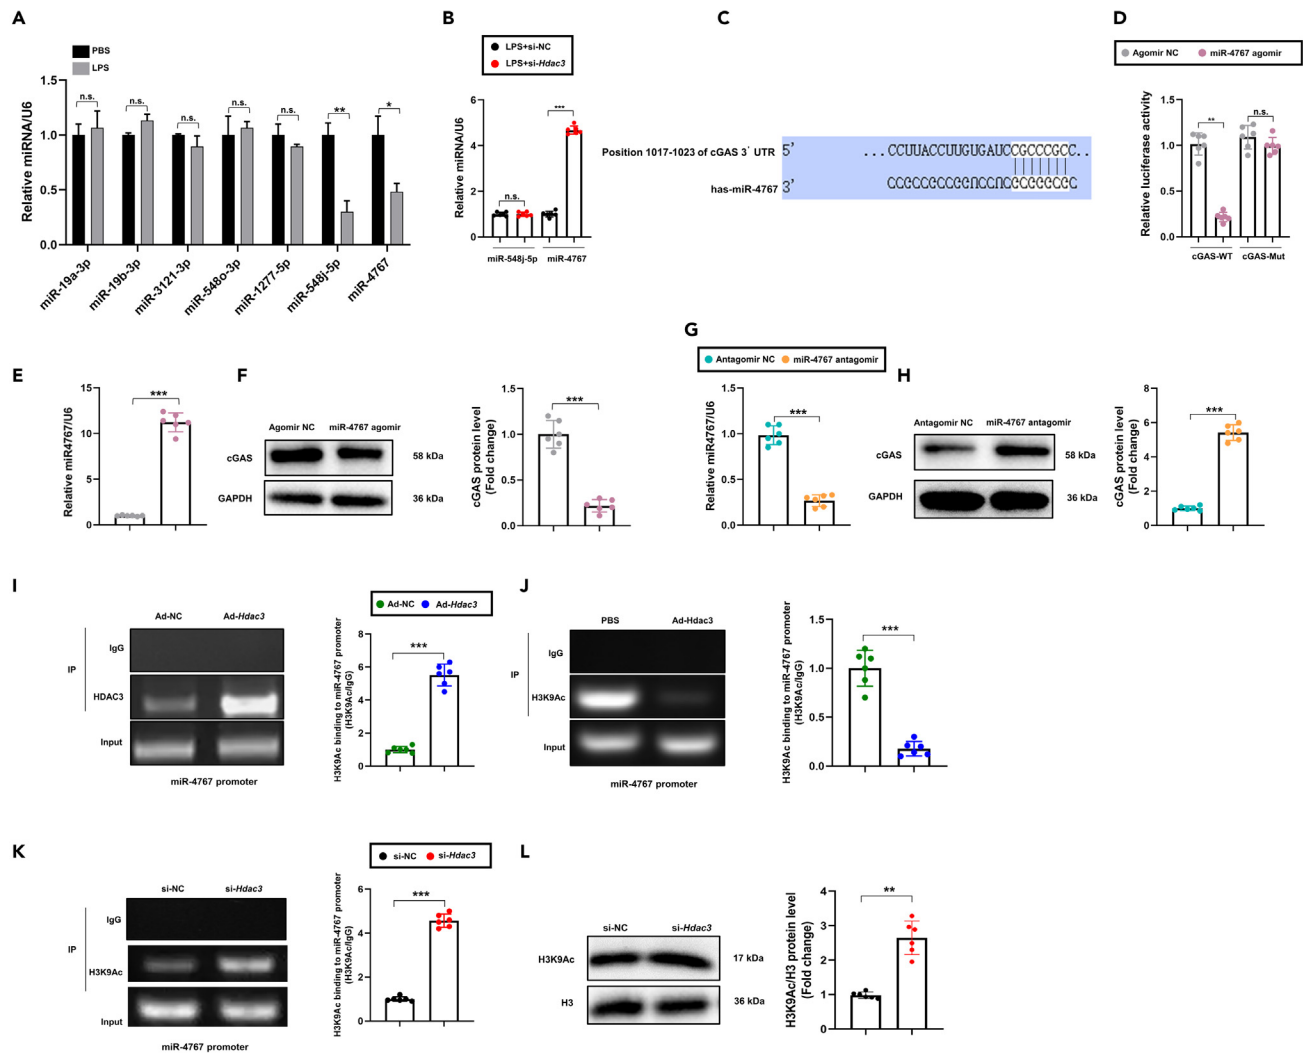 A
PBS
LPS
Relative miRNA/U6
1.5
1.0
0.5
0.0
n.s.
n.s.
n.s.
n.s.
n.s.
**
*
miR-19a-3p
miR-19b-3p
miR-3121-3p
miR-548o-3p
miR-1277-5p
miR-548j-5p
miR-4767
B
LPS+si-NC
LPS+si-Hdac3
Relative miRNA/U6
6
4
2
0
n.s.
***
miR-548j-5p
miR-4767
C
Position 1017-1023 of cGAS 3' UTR
5' ...CCUUACCUUGUGAUCCGCCCGCC..
has-miR-4767
3'
D
Agomir NC
miR-4767 agomir
Relative luciferase activity
1.5
1.0
0.5
0.0
**
n.s.
cGAS-WT
cGAS-Mut
E
Relative miR4767/U6
15
10
5
0
***
F
Agomir NC
miR-4767 agomir
cGAS
58 kDa
GAPDH
36 kDa
cGAS protein level
(Fold change)
1.5
1.0
0.5
0.0
***
G
Antagomir NC
miR-4767 antagomir
Relative miR4767/U6
1.5
1.0
0.5
0.0
***
H
Antagomir NC
miR-4767 antagomir
cGAS
58 kDa
GAPDH
36 kDa
cGAS protein level
(Fold change)
8
6
4
2
0
***
I
Ad-NC
Ad-Hdac3
IP
IgG
HDAC3
Input
miR-4767 promoter
Ad-NC
Ad-Hdac3
H3K9Ac binding to miR-4767 promoter
(H3K9Ac/IgG)
8
6
4
2
0
***
J
PBS
Ad-Hdac3
IP
IgG
H3K9Ac
Input
miR-4767 promoter
H3K9Ac binding to miR-4767 promoter
(H3K9Ac/IgG)
1.5
1.0
0.5
0.0
***
K
si-NC
si-Hdac3
IP
IgG
H3K9Ac
Input
miR-4767 promoter
si-NC
si-Hdac3
H3K9Ac binding to miR-4767 promoter
(H3K9Ac/IgG)
6
4
2
0
***
L
si-NC
si-Hdac3
H3K9Ac
17 kDa
H3
36 kDa
H3K9Ac/H3 protein level
(Fold change)
4
3
2
1
0
**